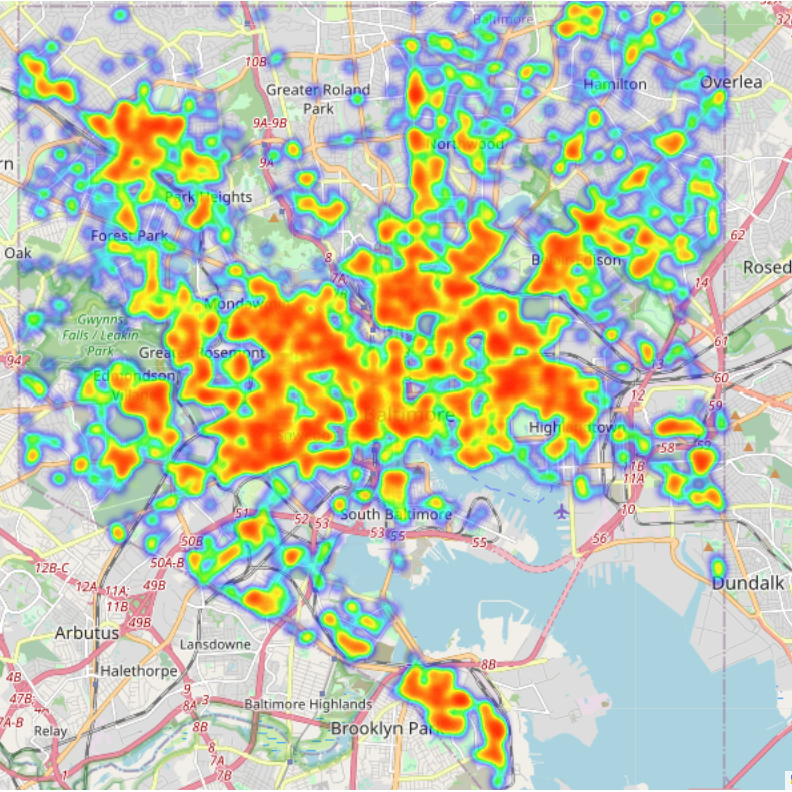 Baltimore
32
10B
Greater Roland
Park
Hamilton
Overlea
9A-9B
9A
Northwood
rn
Park Heights
Forest Park
62
Oak
8
7A
Rosed
14
Mondaw
Gwynns
Falls / Leakin
Park
61
Greater Rosemont
94
13
60
Edmondson
Village
12
59
Baltimore
Highlandtown
58
1B
11A
10
51
52
53
South Baltimore
53
55
55
56
50B
50A-B
12B-C
12A
11A;
11B
49B
49B
Dundalk
Arbutus
Lansdowne
8B
Halethorpe
4B
9
47B
8A
3
Baltimore Highlands
7A-B
8B
Brooklyn Par
Relay
8
7A
7B
1